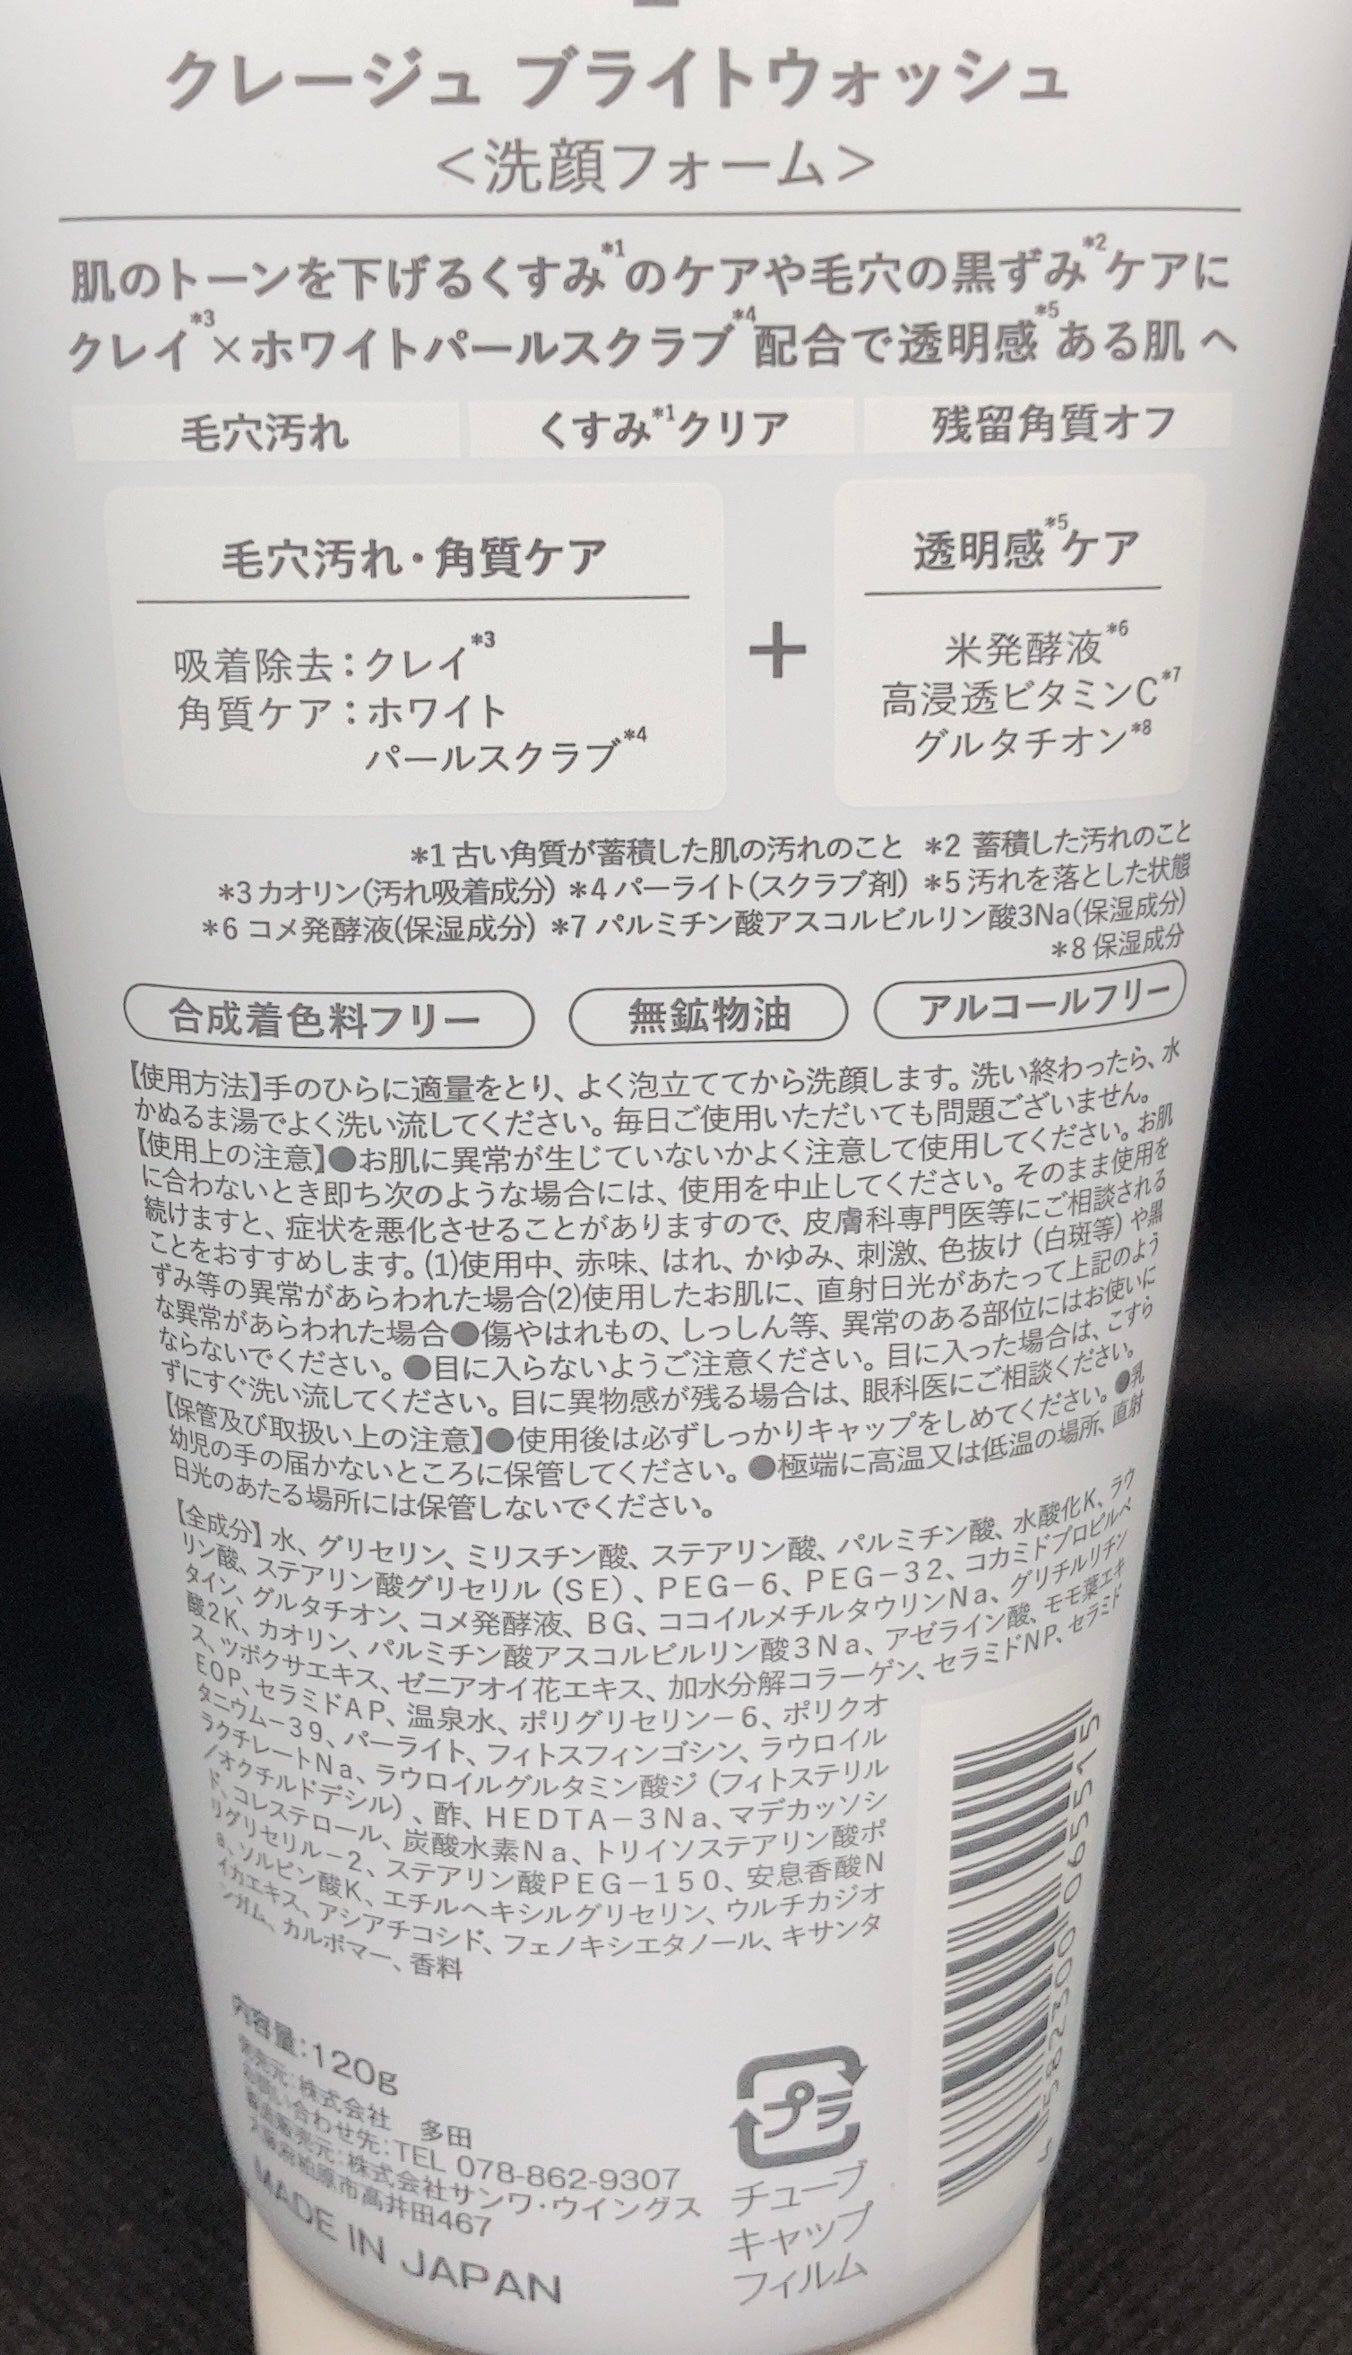 クレージュ ブライトウォッシュ
<洗顔フォーム>
肌のトーンを下げるくすみ*1のケアや毛穴の黒ずみ*2ケアに
クレイ*3×ホワイトパールスクラブ*4配合で透明感*5ある肌へ
毛穴汚れ
くすみ*1クリア
残留角質オフ
毛穴汚れ・角質ケア
吸着除去:クレイ*3
角質ケア:ホワイト
パールスクラブ*4
+
透明感*5ケア
米発酵液*6
高浸透ビタミンC*7
グルタチオン*8
*1 古い角質が蓄積した肌の汚れのこと *2 蓄積した汚れのこと
*3 カオリン(汚れ吸着成分) *4 パーライト(スクラブ剤) *5 汚れを落とした状態
*6 コメ発酵液(保湿成分) *7 パルミチン酸アスコルビルリン酸3Na(保湿成分)
*8 保湿成分
合成着色料フリー
無鉱物油
アルコールフリー
【使用方法】手のひらに適量をとり、よく泡立ててから洗顔します。洗い終わったら、水
かぬるま湯でよく洗い流してください。毎日ご使用いただいても問題ございません。
【使用上の注意】●お肌に異常が生じていないかよく注意して使用してください。お肌
に合わないとき即ち次のような場合には、使用を中止してください。そのまま使用を
続けますと、症状を悪化させることがありますので、皮膚科専門医等にご相談される
ことをおすすめします。(1)使用中、赤味、はれ、かゆみ、刺激、色抜け(白斑等)や黒
ずみ等の異常があらわれた場合(2)使用したお肌に、直射日光があたって上記のよう
な異常があらわれた場合●傷やはれもの、しっしん等、異常のある部位にはお使いに
ならないでください。●目に入らないようご注意ください。目に入った場合は、こすら
ずにすぐ洗い流してください。目に異物感が残る場合は、眼科医にご相談ください。
【保管及び取扱い上の注意】●使用後は必ずしっかりキャップをしめてください。●乳
幼児の手の届かないところに保管してください。●極端に高温又は低温の場所、直射
日光のあたる場所には保管しないでください。
【全成分】水、グリセリン、ミリスチン酸、ステアリン酸、パルミチン酸、水酸化K、ラウ
リン酸、ステアリン酸グリセリル(SE)、PEG-6、PEG-32、コカミドプロピルベ
タイン、グルタチオン、コメ発酵液、BG、ココイルメチルタウリンNa、グリチルリチン
酸2K、カオリン、パルミチン酸アスコルビルリン酸3Na、アゼライン酸、モモ葉エキ
ス、ツボクサエキス、ゼニアオイ花エキス、加水分解コラーゲン、セラミドNP、セラミド
EOP、セラミドAP、温泉水、ポリグリセリン-6、ポリクオ
タニウム-39、パーライト、フィトスフィンゴシン、ラウロイル
ラクチレートNa、ラウロイルグルタミン酸ジ(フィトステリル
/オクチルドデシル)、酢、HEDTA-3Na、マデカッソシ
ド、コレステロール、炭酸水素Na、トリイソステアリン酸ポ
リグリセリル-2、ステアリン酸PEG-150、安息香酸N
a、ソルビン酸K、エチルヘキシルグリセリン、ウルチカジオ
イカエキス、アシアチコシド、フェノキシエタノール、キサンタ
ンガム、カルボマー、香料
内容量:120g
発売元:株式会社 多田
お問い合わせ先:TEL 078-862-9307
製造販売元:株式会社サンワ・ウイングス
大阪府柏原市高井田467
MADE IN JAPAN
プラ
チューブ
キャップ
フィルム
4 582300 065515